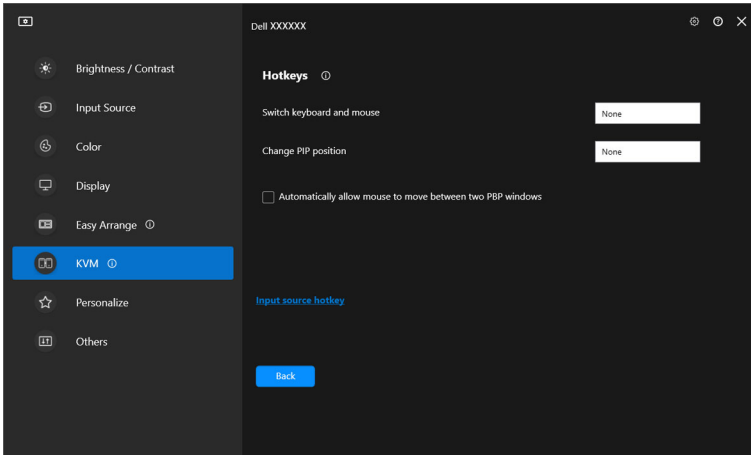 Dell XXXXXX
Brightness / Contrast
Input Source
Color
Display
Easy Arrange
KVM
Personalize
Others
Hotkeys
Switch keyboard and mouse
None
Change PIP position
None
Automatically allow mouse to move between two PBP windows
Input source hotkey
Back